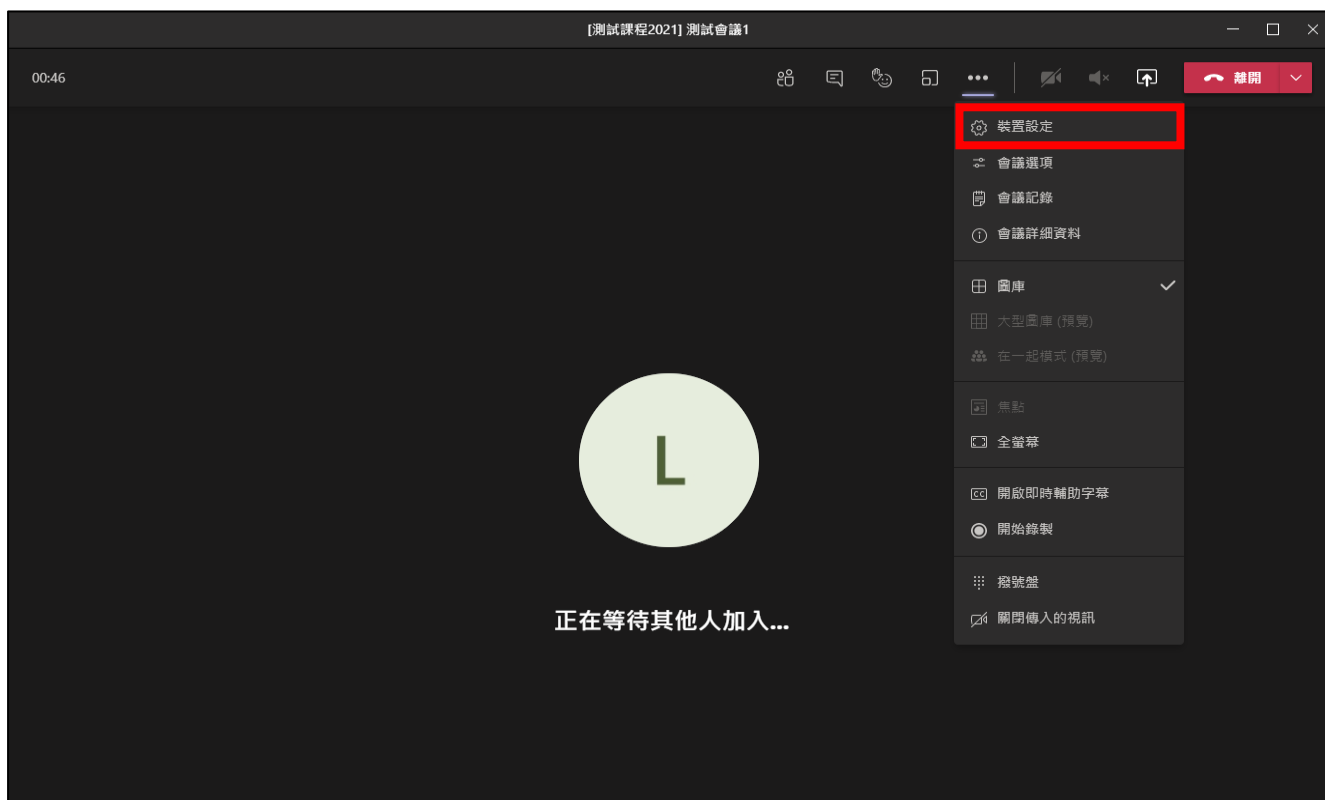 [測試課程2021] 測試會議1
00:46
離開
裝置設定
會議選項
會議記錄
會議詳細資料
圖庫
大型圖庫 (預覽)
在一起模式 (預覽)
焦點
全螢幕
CC 開啟即時輔助字幕
開始錄製
撥號盤
關閉傳入的視訊
L
正在等待其他人加入...